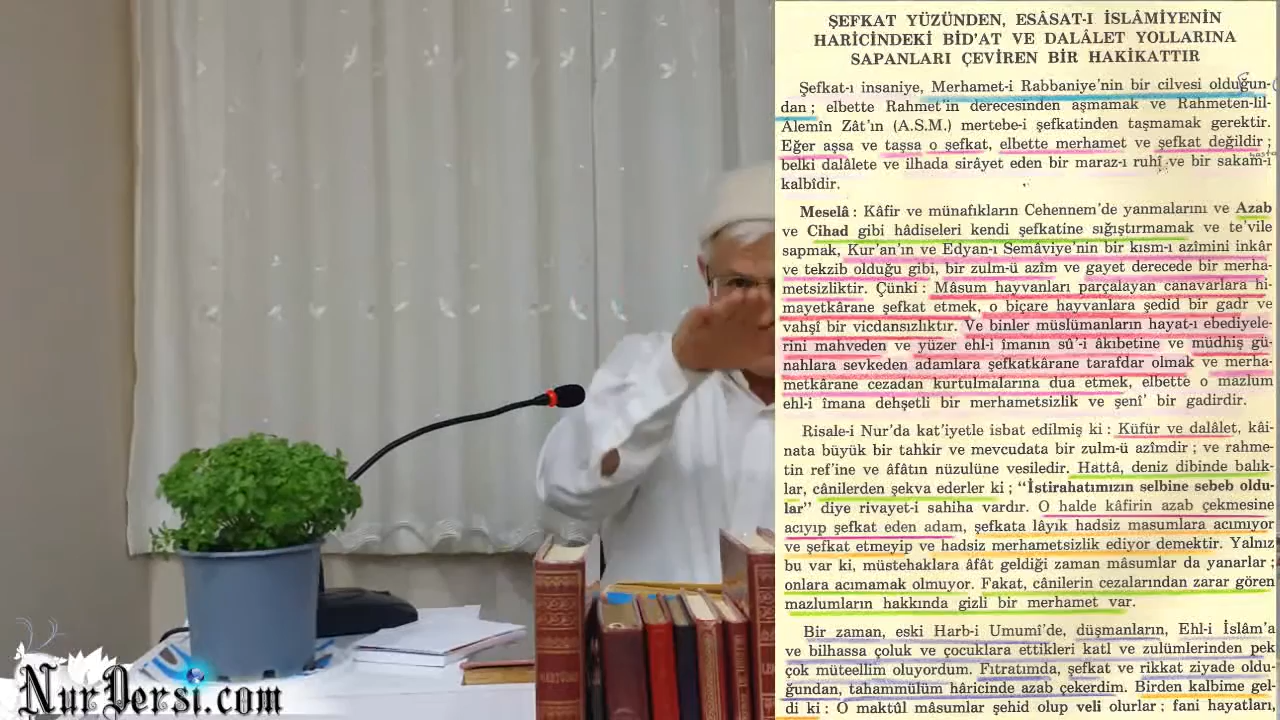 ŞEFKAT YÜZÜNDEN, ESÂSAT-I İSLÂMİYENİN
HARİCİNDEKİ BİD'AT VE DALÂLET YOLLARINA
SAPANLARI ÇEVİREN BİR HAKİKATTIR
Şefkat-ı insaniye, Merhamet-i Rabbaniye'nin bir cilvesi olduğun-
dan ; elbette Rahmet'in derecesinden aşmamak ve Rahmeten-lil-
Âlemîn Zât'ın (A.S.M.) mertebe-i şefkatinden taşmamak gerektir.
Eğer aşsa ve taşsa o şefkat, elbette merhamet ve şefkat değildir ;
belki dalâlete ve ilhada sirâyet eden bir maraz-ı ruhî ve bir sakam-ı
kalbîdir.
Meselâ : Kâfir ve münafıkların Cehennem'de yanmalarını ve Azab
ve Cihad gibi hâdiseleri kendi şefkatine sığıştırmamak ve te'vile
sapmak, Kur'an'ın ve Edyan-ı Semâviye'nin bir kısm-ı azîmini inkâr
ve tekzib olduğu gibi, bir zulm-ü azîm ve gayet derecede bir merha-
metsizliktir. Çünki : Mâsum hayvanları parçalayan canavarlara hi-
mayetkârane şefkat etmek, o biçare hayvanlara şedid bir gadr ve
vahşî bir vicdansızlıktır. Ve binler müslümanların hayat-ı ebediyele-
rini mahveden ve yüzer ehl-i îmanın sû'-i âkıbetine ve müdhiş gü-
nahlara sevkeden adamlara şefkatkârane tarafdar olmak ve merha-
metkârane cezadan kurtulmalarına dua etmek, elbette o mazlum
ehl-i îmana dehşetli bir merhametsizlik ve şenî' bir gadirdir.
Risale-i Nur'da kat'iyetle isbat edilmiş ki : Küfür ve dalâlet, kâi-
nata büyük bir tahkir ve mevcudata bir zulm-ü azîmdir ; ve rahme-
tin ref'ine ve âfâtın nüzulüne vesiledir. Hattâ, deniz dibinde balık-
lar, cânilerden şekva ederler ki ; "İstirahatımızın selbine sebeb oldu-
lar" diye rivayet-i sahiha vardır. O halde kâfirin azab çekmesine
acıyıp şefkat eden adam, şefkata lâyık hadsiz masumlara acımıyor
ve şefkat etmeyip ve hadsiz merhametsizlik ediyor demektir. Yalnız
bu var ki, müstehaklara âfât geldiği zaman mâsumlar da yanarlar ;
onlara acımamak olmuyor. Fakat, cânilerin cezalarından zarar gören
mazlumların hakkında gizli bir merhamet var.
Bir zaman, eski Harb-i Umumî'de, düşmanların, Ehl-i İslâm'a
ve bilhassa çoluk ve çocuklara ettikleri katl ve zulümlerinden pek
çok müteellim oluyordum. Fıtratımda, şefkat ve rikkat ziyade oldu-
ğundan, tahammülüm hâricinde azab çekerdim. Birden kalbime gel-
di ki : O maktûl mâsumlar şehid olup veli olurlar ; fani hayatları,
NurDersi.com